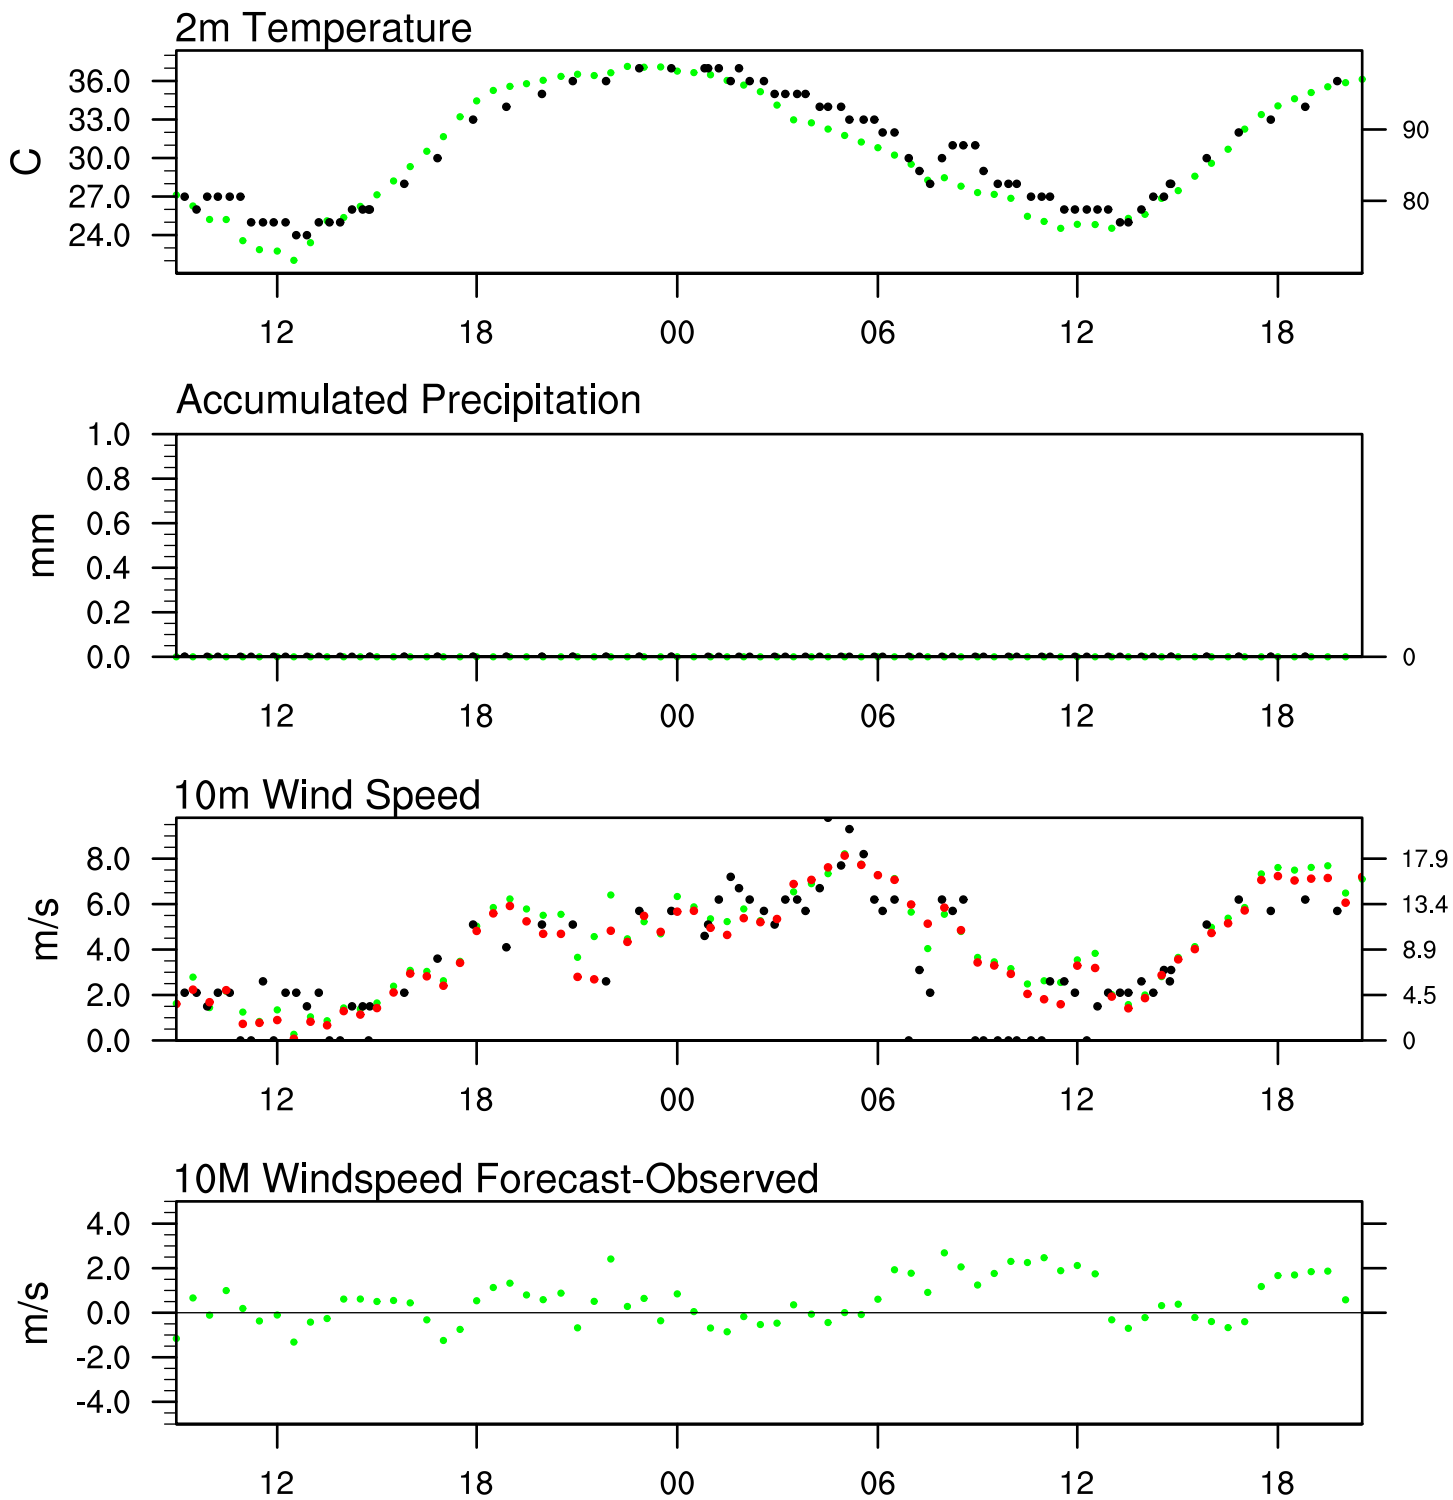 2m Temperature
C
36.0
33.0
30.0
27.0
24.0
90
80
12 18 00 06 12 18
Accumulated Precipitation
mm
1.0
0.8
0.6
0.4
0.2
0.0
0
12 18 00 06 12 18
10m Wind Speed
m/s
8.0
6.0
4.0
2.0
0.0
17.9
13.4
8.9
4.5
0
12 18 00 06 12 18
10M Windspeed Forecast-Observed
m/s
4.0
2.0
0.0
-2.0
-4.0
12 18 00 06 12 18